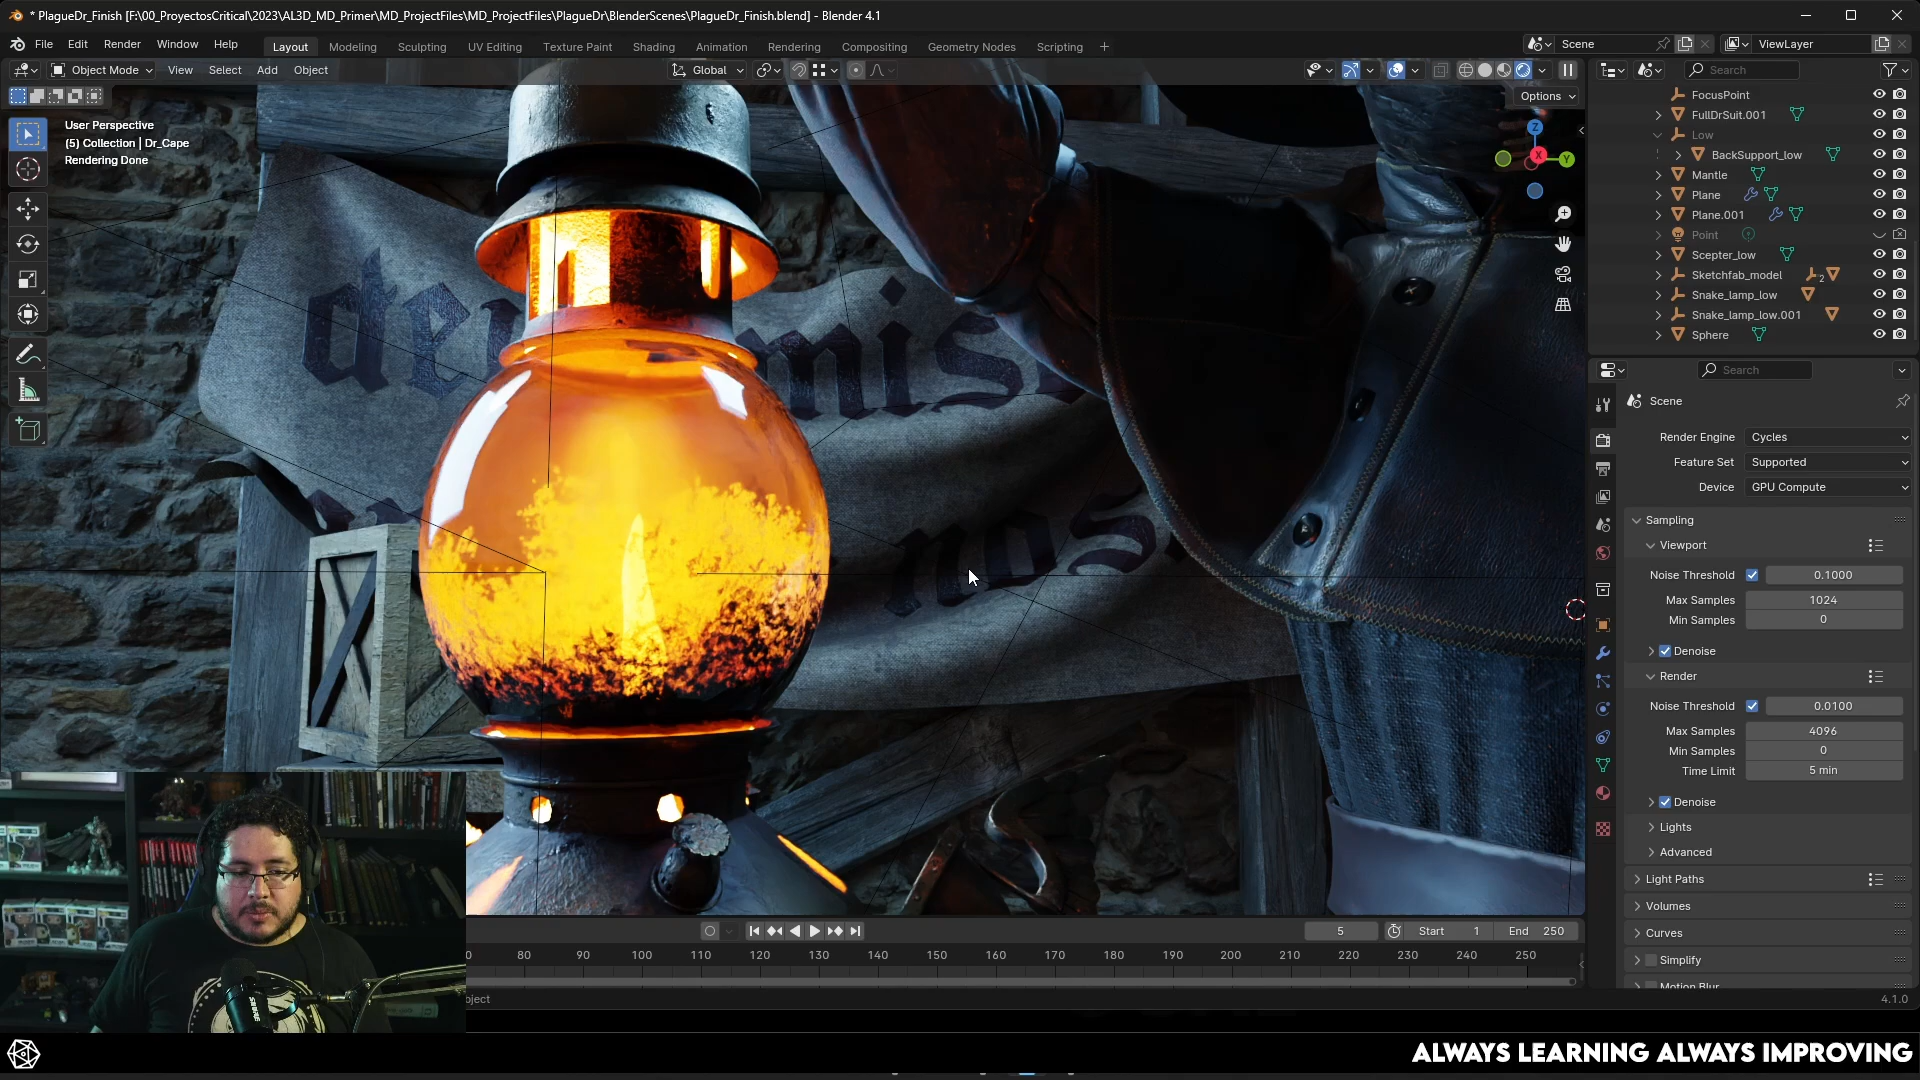 * PlagueDr_Finish [F:\00_ProyectosCritical\2023\AL3D_MD_Primer\MD_ProjectFiles\MD_ProjectFiles\PlagueDr\BlenderScenes\PlagueDr_Finish.blend] - Blender 4.1
File Edit Render Window Help Layout Modeling Sculpting UV Editing Texture Paint Shading Animation Rendering Compositing Geometry Nodes Scripting + Scene ViewLayer
Object Mode View Select Add Object Global Search
Options
User Perspective
(5) Collection | Dr_Cape
Rendering Done
Z
X
Y
FocusPoint
FullDrSuit.001
Low
BackSupport_low
Mantle
Plane
Plane.001
Point
Scepter_low
Sketchfab_model 2
Snake_lamp_low
Snake_lamp_low.001
Sphere
Search
Scene
Render Engine Cycles
Feature Set Supported
Device GPU Compute
Sampling
Viewport
Noise Threshold 0.1000
Max Samples 1024
Min Samples 0
Denoise
Render
Noise Threshold 0.0100
Max Samples 4096
Min Samples 0
Time Limit 5 min
Denoise
Lights
Advanced
Light Paths
Volumes
Curves
Simplify
Motion Blur
5 Start 1 End 250
0 80 90 100 110 120 130 140 150 160 170 180 190 200 210 220 230 240 250
oject
4.1.0
ALWAYS LEARNING ALWAYS IMPROVING